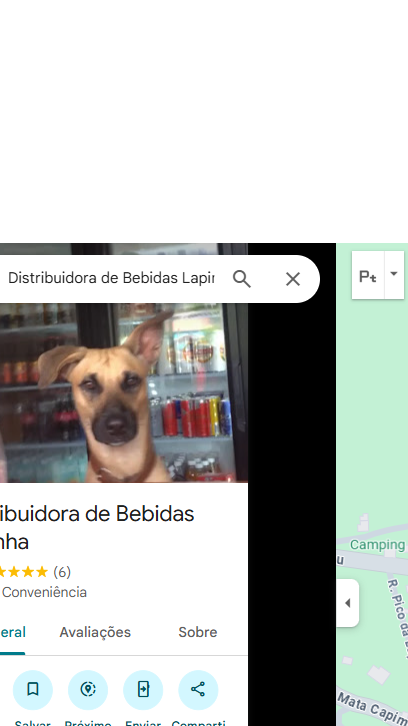 Distribuidora de Bebidas Lapin
Pt
ibuidora de Bebidas
nha
(6)
Conveniência
eral Avaliações Sobre
Salvar Próximo Enviar Comparti
Camping
u
R. Pico da
Mata Capim